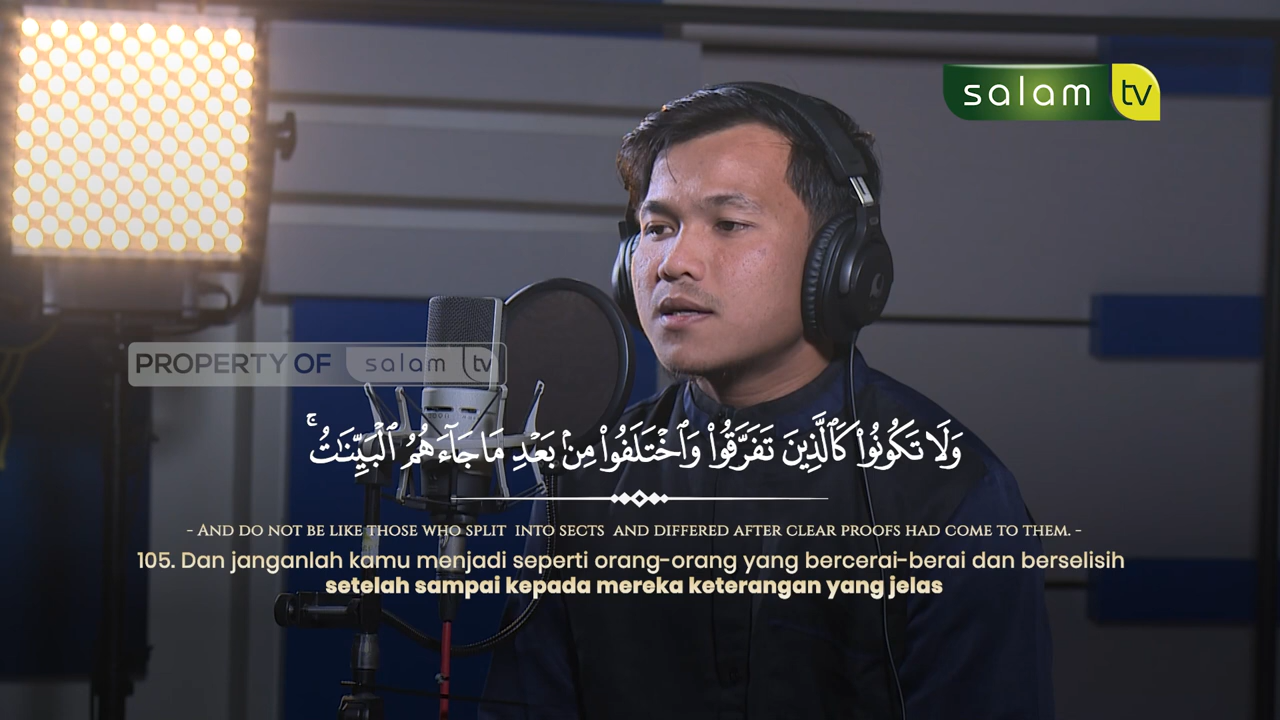 salam tv
PROPERTY OF salam tv
وَلَا تَكُونُوا۟ كَٱلَّذِينَ تَفَرَّقُوا۟ وَٱخْتَلَفُوا۟ مِنۢ بَعْدِ مَا جَآءَهُمُ ٱلْبَيِّنَـٰتُ ۚ
- AND DO NOT BE LIKE THOSE WHO SPLIT INTO SECTS AND DIFFERED AFTER CLEAR PROOFS HAD COME TO THEM. -
105. Dan janganlah kamu menjadi seperti orang-orang yang bercerai-berai dan berselisih
setelah sampai kepada mereka keterangan yang jelas